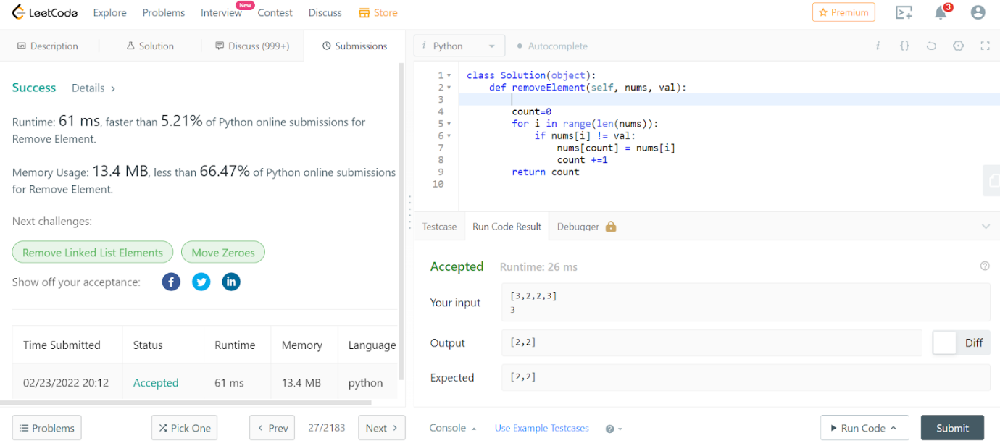 LeetCode Explore Problems Interview New Contest Discuss Store Premium 3
Description Solution Discuss (999+) Submissions
Success Details >
Runtime: 61 ms, faster than 5.21% of Python online submissions for
Remove Element.
Memory Usage: 13.4 MB, less than 66.47% of Python online submissions
for Remove Element.
Next challenges:
Remove Linked List Elements Move Zeroes
Show off your acceptance:
Time Submitted Status Runtime Memory Language
02/23/2022 20:12 Accepted 61 ms 13.4 MB python
Problems Pick One < Prev 27/2183 Next >
i Python Autocomplete i {}
1 class Solution(object):
2 def removeElement(self, nums, val):
3
4 count=0
5 for i in range(len(nums)):
6 if nums[i] != val:
7 nums[count] = nums[i]
8 count +=1
9 return count
10
Testcase Run Code Result Debugger
Accepted Runtime: 26 ms ?
Your input [3,2,2,3]
3
Output [2,2] Diff
Expected [2,2]
Console Use Example Testcases ? Run Code Submit